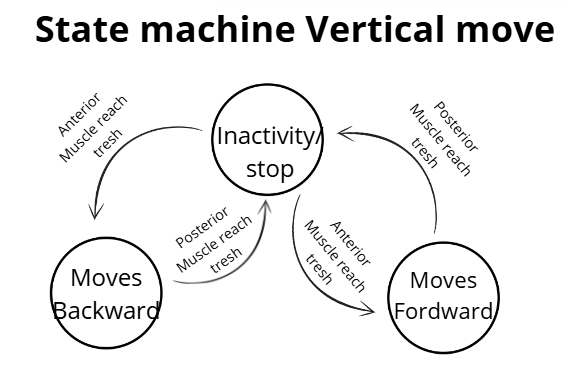 State machine Vertical move
Anterior
Muscle reach
tresh
Inactivity/
stop
Posterior
Muscle reach
tresh
Posterior
Muscle reach
tresh
Anterior
Muscle reach
tresh
Moves
Backward
Moves
Fordward